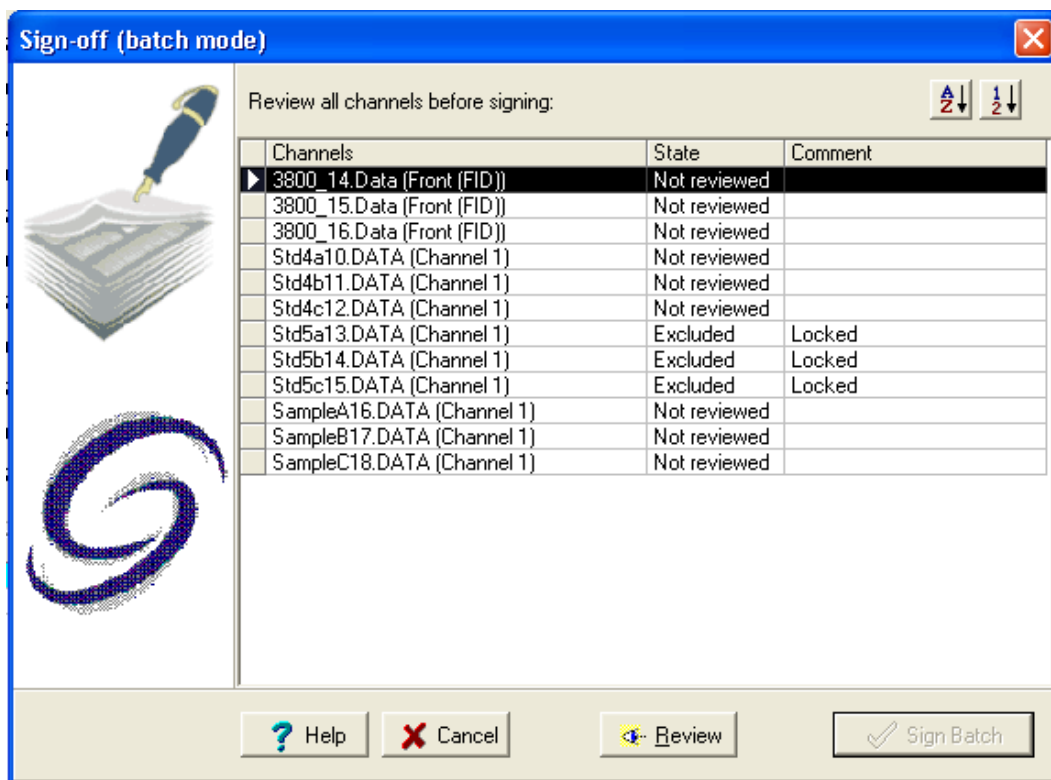 Sign-off (batch mode)
Review all channels before signing:
A Z 1 2
Channels State Comment
3800_14.Data (Front (FID)) Not reviewed
3800_15.Data (Front (FID)) Not reviewed
3800_16.Data (Front (FID)) Not reviewed
Std4a10.DATA (Channel 1) Not reviewed
Std4b11.DATA (Channel 1) Not reviewed
Std4c12.DATA (Channel 1) Not reviewed
Std5a13.DATA (Channel 1) Excluded Locked
Std5b14.DATA (Channel 1) Excluded Locked
Std5c15.DATA (Channel 1) Excluded Locked
SampleA16.DATA (Channel 1) Not reviewed
SampleB17.DATA (Channel 1) Not reviewed
SampleC18.DATA (Channel 1) Not reviewed
? Help Cancel Review Sign Batch